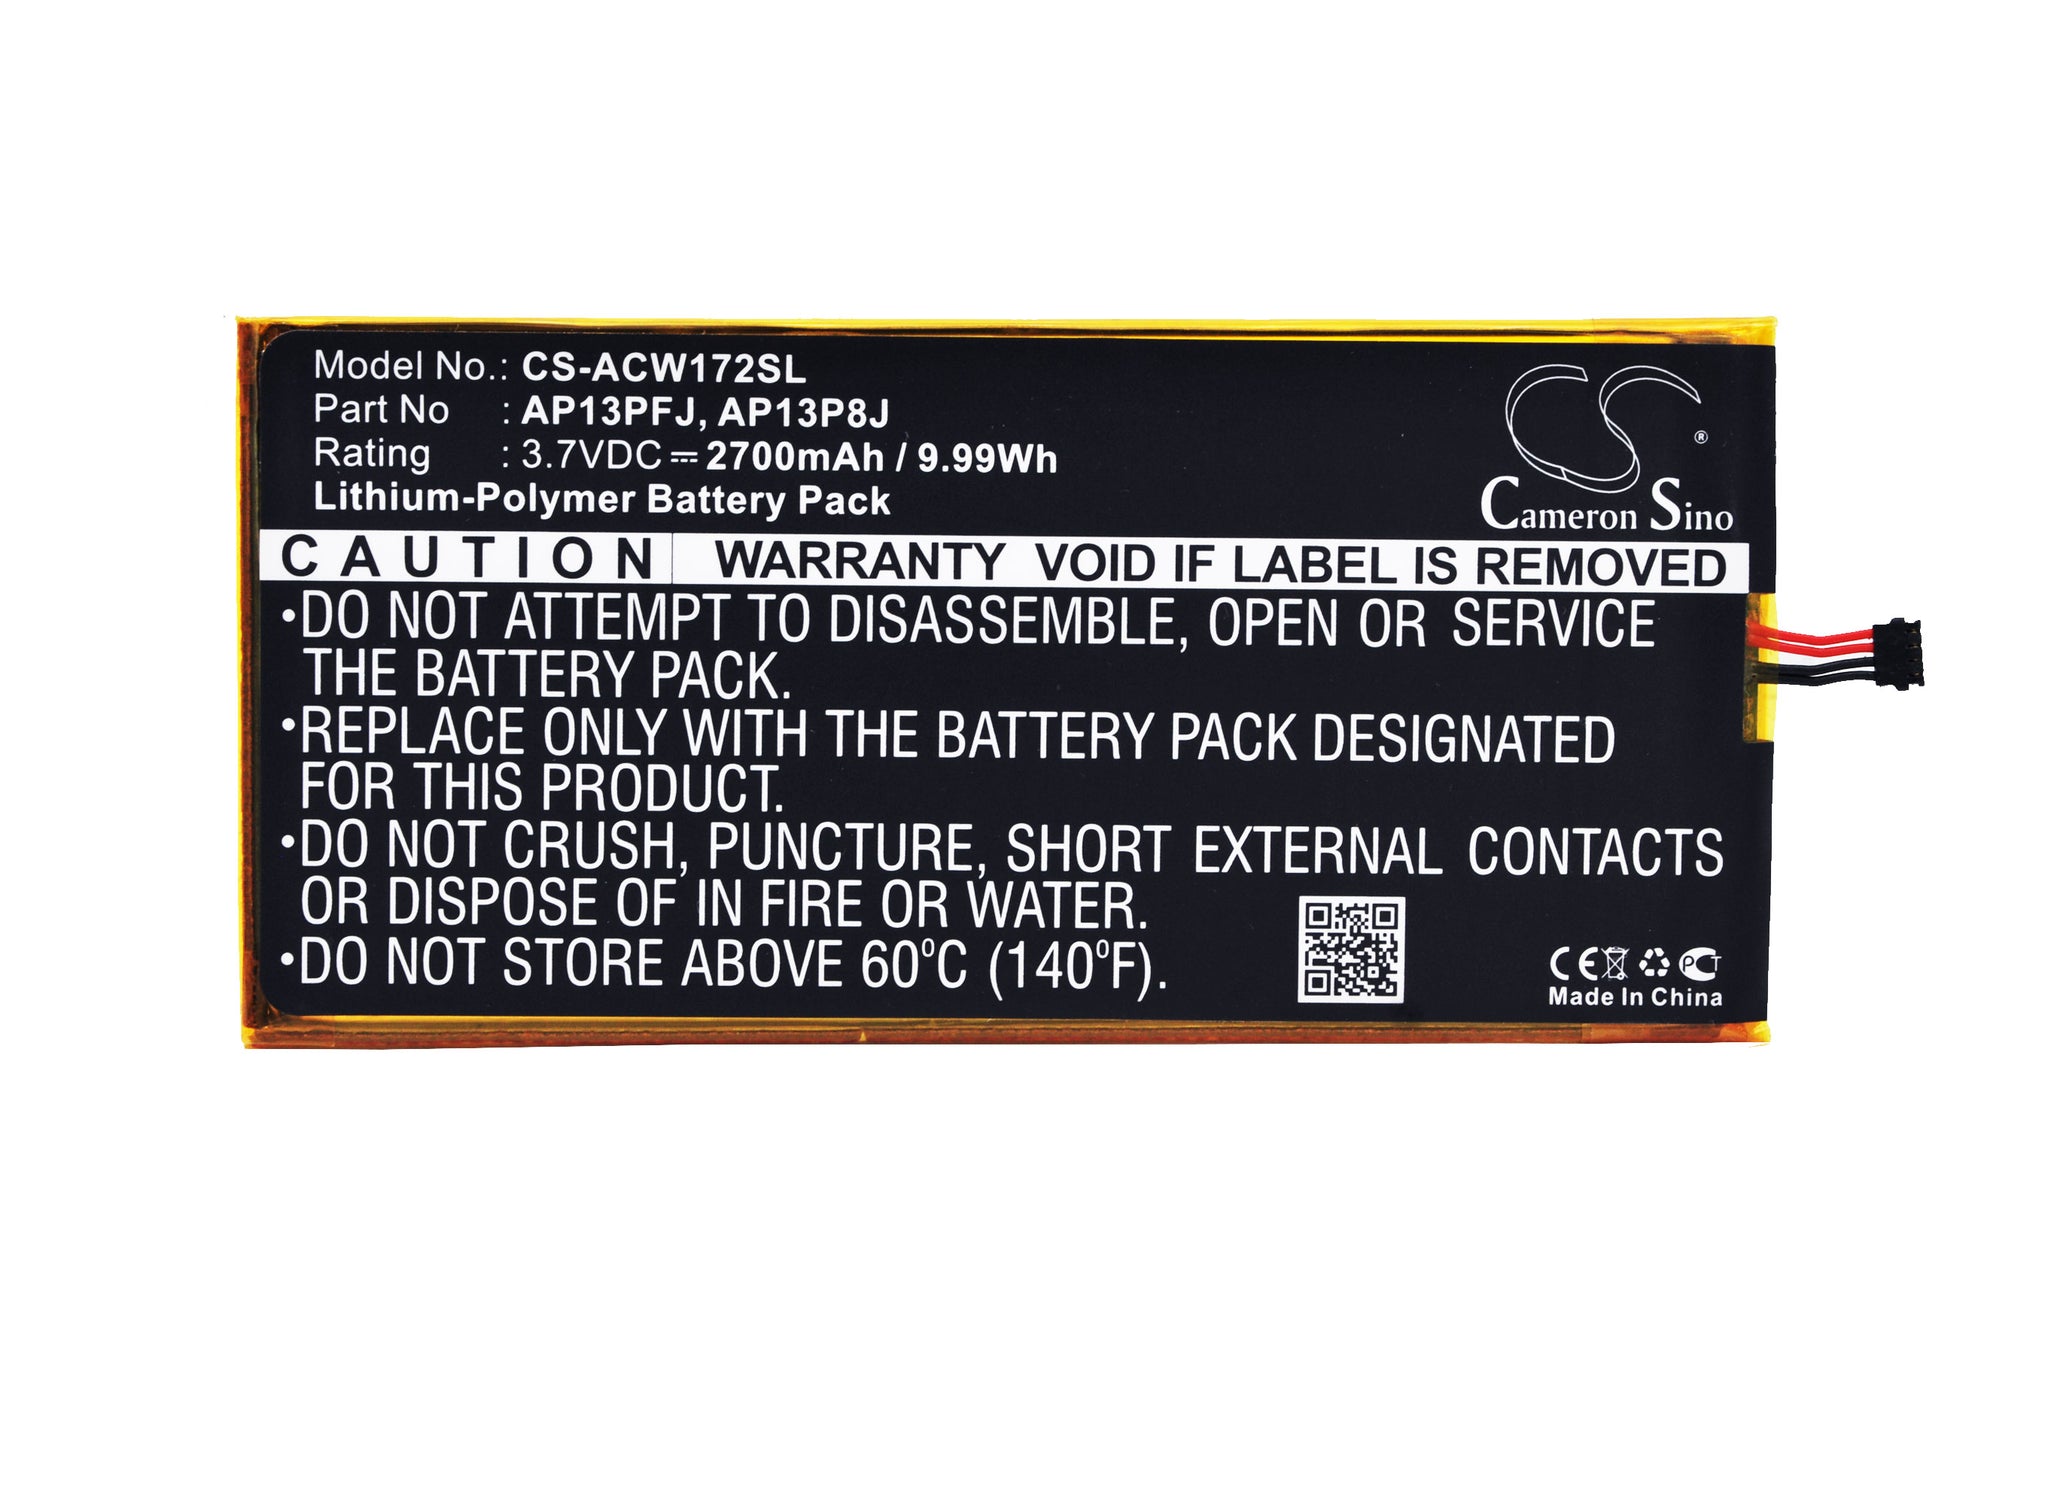 Model No.: CS-ACW172SL
Part No : AP13PFJ, AP13P8J
Rating : 3.7VDC ⎓ 2700mAh / 9.99Wh
Lithium-Polymer Battery Pack
CS ®
Cameron Sino
CAUTION WARRANTY VOID IF LABEL IS REMOVED
•DO NOT ATTEMPT TO DISASSEMBLE, OPEN OR SERVICE
THE BATTERY PACK.
•REPLACE ONLY WITH THE BATTERY PACK DESIGNATED
FOR THIS PRODUCT.
•DO NOT CRUSH, PUNCTURE, SHORT EXTERNAL CONTACTS
OR DISPOSE OF IN FIRE OR WATER.
•DO NOT STORE ABOVE 60°C (140°F).
CE PCT
Made In China